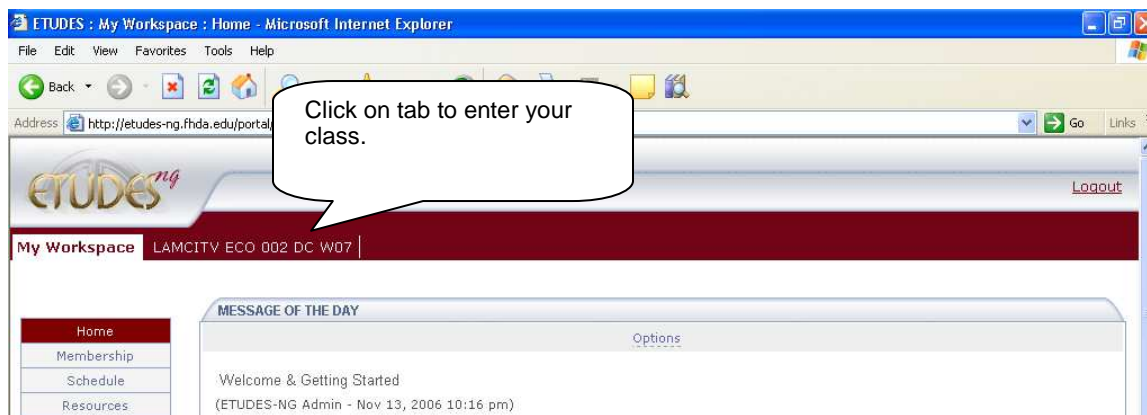 ETUDES : My Workspace : Home - Microsoft Internet Explorer
File Edit View Favorites Tools Help
Back
Address http://etudes-ng.fhda.edu/portal/ Go Links
Click on tab to enter your
class.
ETUDES ng
Logout
My Workspace LAMCITV ECO 002 DC W07
MESSAGE OF THE DAY
Home
Options
Membership
Schedule
Welcome & Getting Started
Resources
(ETUDES-NG Admin - Nov 13, 2006 10:16 pm)